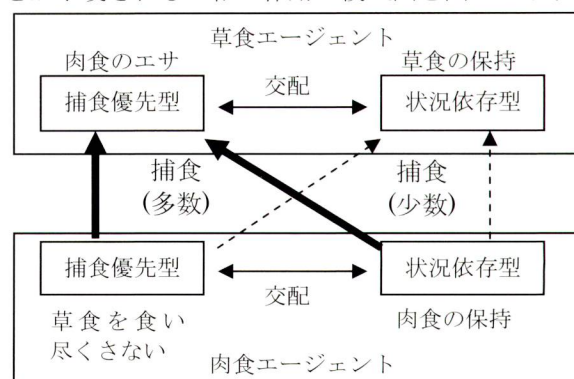 草食エージェント
肉食のエサ
草食の保持
捕食優先型
交配
状況依存型
捕食
(多数)
捕食
(少数)
捕食優先型
交配
状況依存型
草食を食い
尽くさない
肉食の保持
肉食エージェント